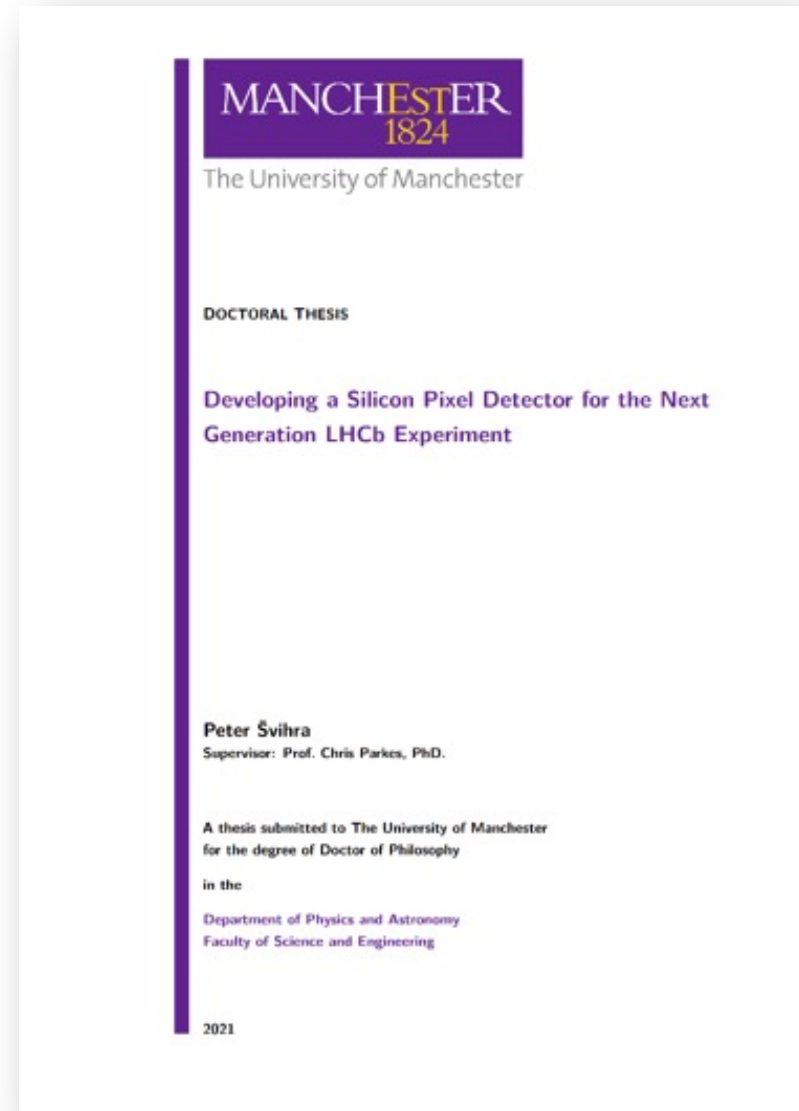 MANCHESTER
1824
The University of Manchester
DOCTORAL THESIS
Developing a Silicon Pixel Detector for the Next
Generation LHCb Experiment
Peter Švihra
Supervisor: Prof. Chris Parkes, PhD.
A thesis submitted to The University of Manchester
for the degree of Doctor of Philosophy
in the
Department of Physics and Astronomy
Faculty of Science and Engineering
2021